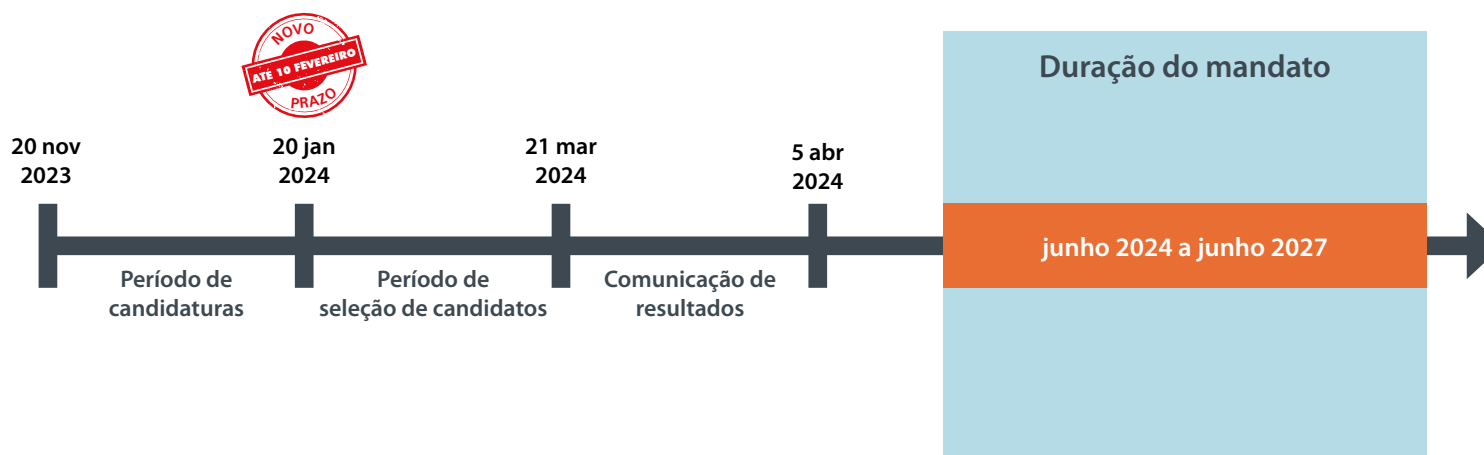 NOVO
ATÉ 10 FEVEREIRO
PRAZO
Duração do mandato
20 nov
2023
20 jan
2024
21 mar
2024
5 abr
2024
junho 2024 a junho 2027
Período de
candidaturas
Período de
seleção de candidatos
Comunicação de
resultados